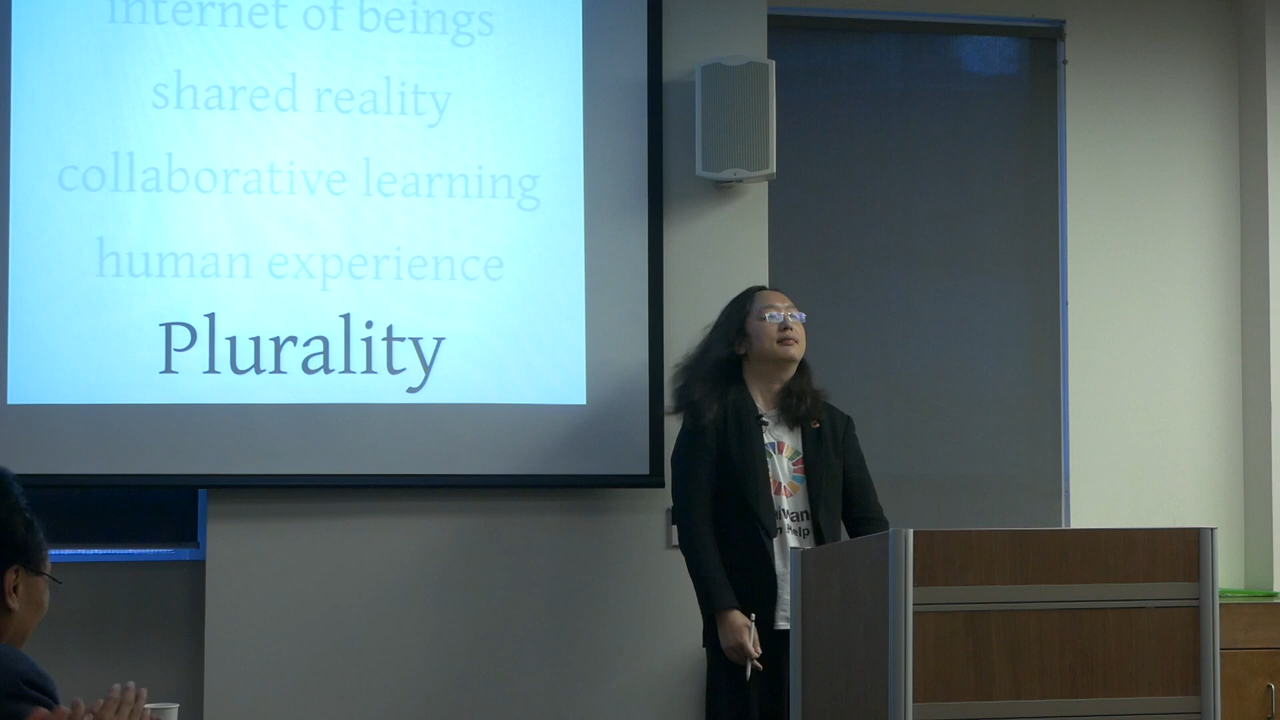 internet of beings
shared reality
collaborative learning
human experience
Plurality